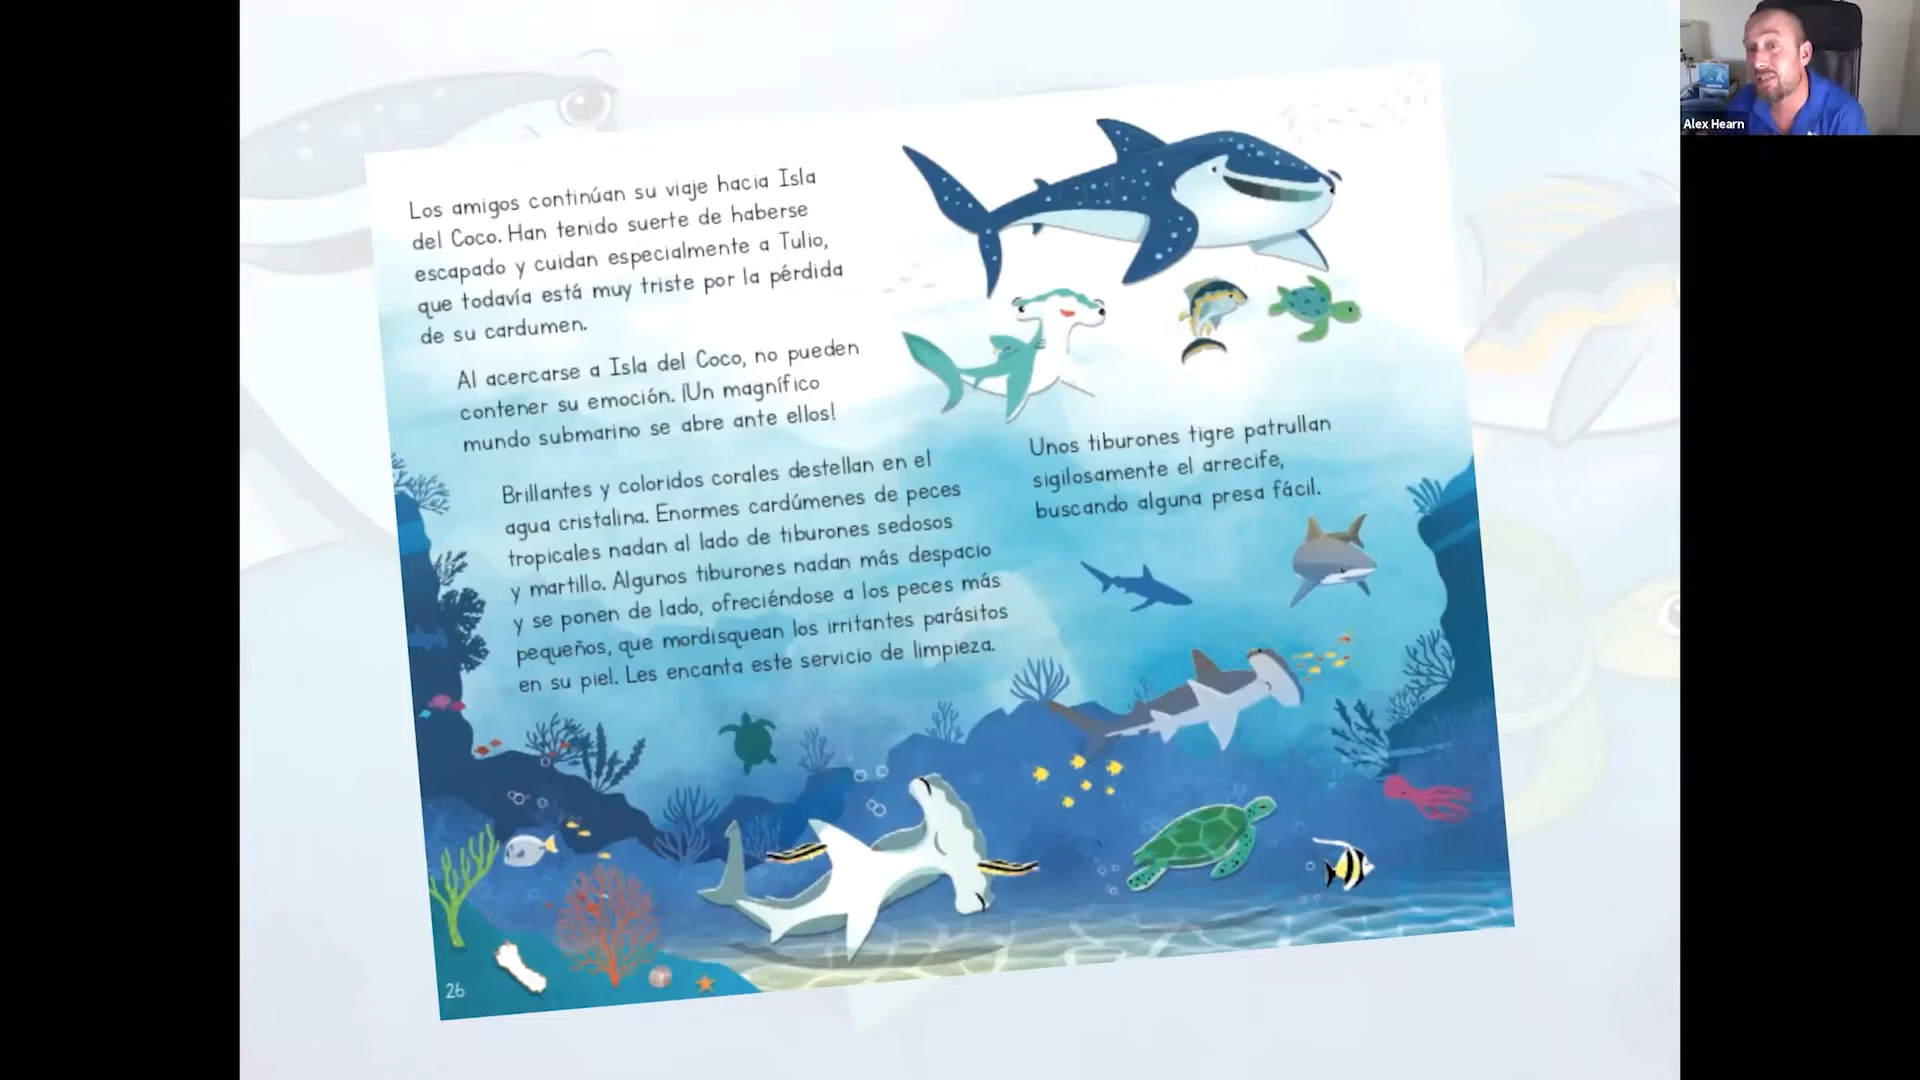 Los amigos continúan su viaje hacia Isla
del Coco. Han tenido suerte de haberse
escapado y cuidan especialmente a Tulio,
que todavía está muy triste por la pérdida
de su cardumen.
Al acercarse a Isla del Coco, no pueden
contener su emoción. ¡Un magnífico
mundo submarino se abre ante ellos!
Brillantes y coloridos corales destellan en el
agua cristalina. Enormes cardúmenes de peces
tropicales nadan al lado de tiburones sedosos
y martillo. Algunos tiburones nadan más despacio
y se ponen de lado, ofreciéndose a los peces más
pequeños, que mordisquean los irritantes parásitos
en su piel. Les encanta este servicio de limpieza.
Unos tiburones tigre patrullan
sigilosamente el arrecife,
buscando alguna presa fácil.
26
Alex Hearn